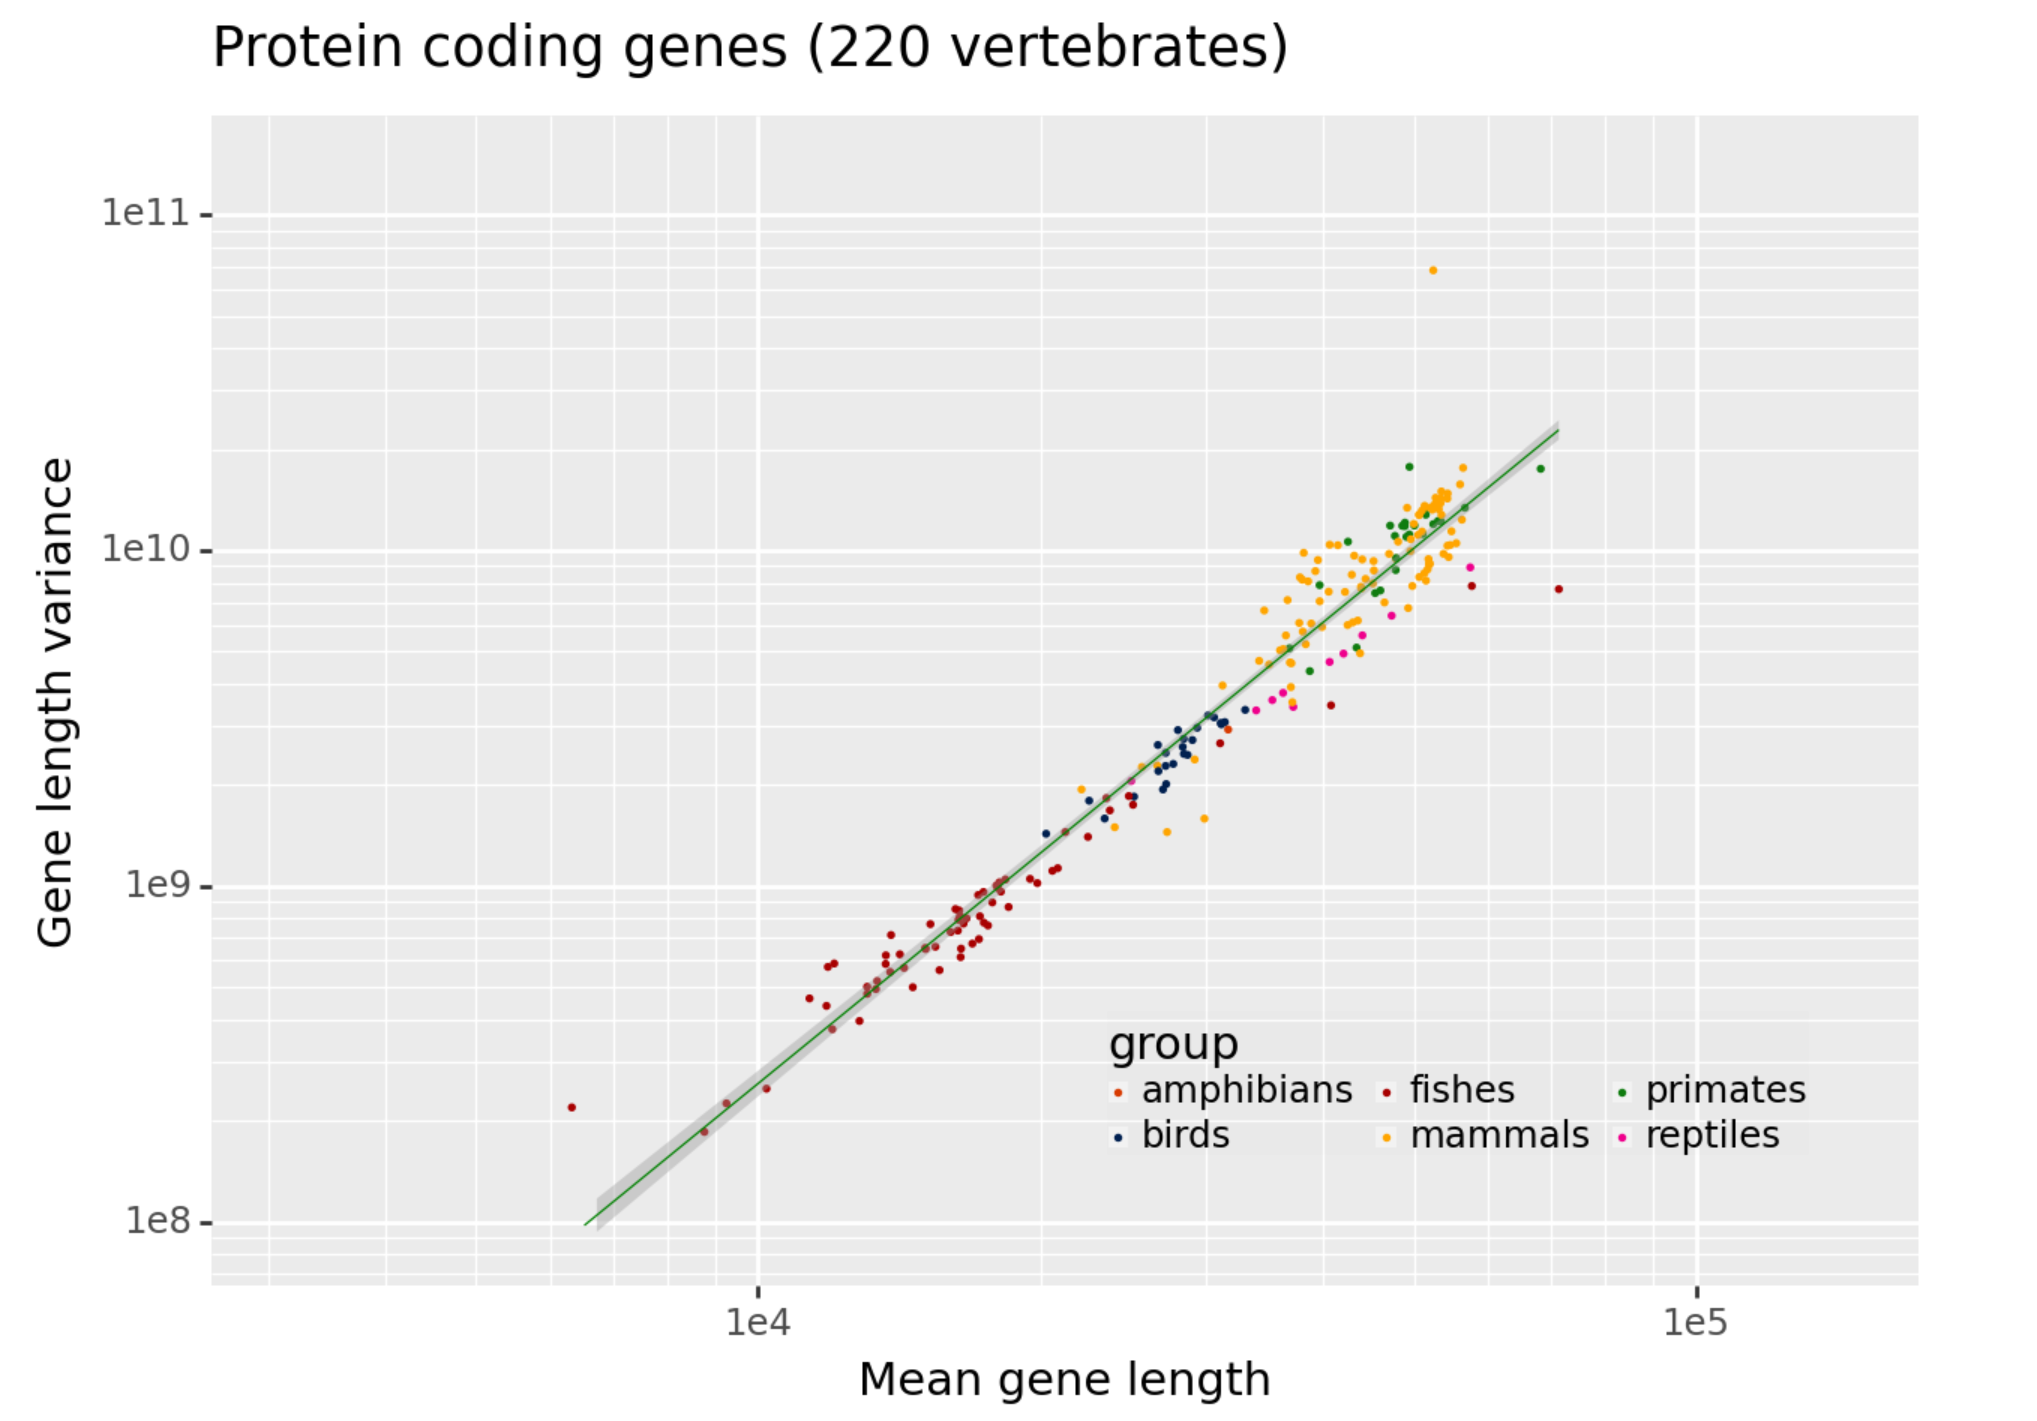 Protein coding genes (220 vertebrates)
1e11
1e10
1e9
1e8
Gene length variance
group
amphibians fishes primates
birds mammals reptiles
1e4 1e5
Mean gene length